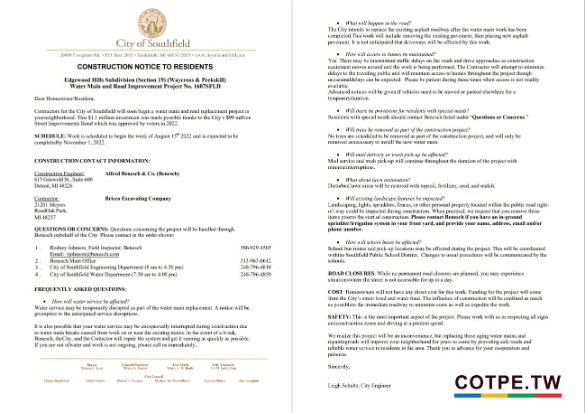 City of Southfield
26000 Evergreen Rd. • P.O. Box 2055 • Southfield, MI 48037-2055 • www.cityofsouthfield.com
CONSTRUCTION NOTICE TO RESIDENTS
Edgewood Hills Subdivision (Section 19) (Waycross & Peekskill)
Water Main and Road Improvement Project No. 1607SFLD
Dear Homeowner/Resident,
Contractors for the City of Southfield will soon begin a water main and road replacement project in
your neighborhood. This $1.1 million investment was made possible thanks to the City's $99 million
Street Improvements Bond which was approved by voters in
SCHEDULE: Work is scheduled to begin the week of August 15th 2022 and is expected to be
completed by November 1, 2022.
CONSTRUCTION CONTACT INFORMATION:
Construction Engineer: Alfred Benesch & Co. (Benesch)
615 Griswold St., Suite 600
Detroit, MI 48226
Contractor: Bricco Excavating Company
21201 Meyers
Oak Park,
MI 48237
QUESTIONS OR CONCERNS: Questions concerning the project will be handled through
Benesch on behalf of the City. Please contact in the order shown:
1. Rodney Johnson, Field Inspector, Benesch
Email: rjohnson@benesch.com
2. Benesch Main Office 313-963-0612
3. City of Southfield Engineering Department (8 am to 4:30 pm) 248-796-4810
4. City of Southfield Water Department (7:30 am to 4:00 pm) 248-796-4850
FREQUENTLY ASKED QUESTIONS:
• How will water service be affected?
Water service may be temporarily disrupted as part of the water main replacement. A notice will be
given prior to the anticipated service disruptions.
It is also possible that your water service may be unexpectedly interrupted during construction due
to water main breaks caused from work on or near the existing mains. In the event of a break,
Benesch, the City, and the Contractor will repair the system and get it running as quickly as possible.
If you are out of water and work is not ongoing, please call us immediately.
Mayor
Council President
City Clerk
City Treasurer
City Council
• What will happen to the road?
The City intends to replace the existing asphalt roadway after the water main work has been
completed. This work will include removing the existing pavement, then placing new asphalt
pavement. It is not anticipated that driveways will be affected by this work.
• How will access to homes be maintained?
Yes. There may be intermittent traffic delays on the roads and drive approaches as construction
equipment moves around and the work is being performed. The Contractor will attempt to minimize
delays to the traveling public and will maintain access to homes throughout the project though
occasional delays can be expected. Please be patient during those times when access is not readily
available.
Advanced notices will be given if vehicles need to be moved or parked elsewhere for a
temporary duration.
• Will there be provisions for residents with special needs?
Residents with special needs should contact Benesch listed under "Questions or Concerns."
• Will trees be removed as part of the construction project?
No trees are scheduled to be removed as part of the construction project, and will only be
removed unnecessary to install the new water main.
• Will mail delivery or trash pick up be affected?
Mail service and trash pick-up will continue throughout the duration of the project with
minimal interruptions.
• What about lawn restoration?
Disturbed lawn areas will be restored with topsoil, fertilizer, seed, and mulch.
• Will existing landscape features be impacted?
Landscaping, lights, sprinklers, fences, or other personal property located within the public road right-
of-way could be impacted during construction. When practical, we request that you remove these
items prior to the start of construction. Please contact Benesch if you have an in-ground
sprinkler/irrigation system in your front yard, and provide your name, address, email and/or
phone number.
• How will school buses be affected?
School bus routes and pick-up locations may be affected during the project. This will be coordinated
with the Southfield Public School District. Changes to usual procedures will be communicated by the
schools.
ROAD CLOSURES: While no permanent road closures are planned, you may experience
situations where the street is not accessible for up to a day.
COST: Homeowners will not have any direct cost for this work. Funding for the project will come
from the City's street bond and water fund. The influence of construction will be confined as much
as possible to the immediate roadway to minimize costs as well as expedite the work.
SAFETY: This is the most important aspect of the project. Please work with us in respecting all signs
and construction room and driving at a prudent speed.
We realize this project will be an inconvenience, but replacing these aging water mains and
repairing roads will improve your neighborhood for years to come by providing safe roads and
reliable water service to residents in the area. Thank you in advance for your cooperation and
patience.
Sincerely,
Leigh Schultz, City Engineer
COTPE.TW